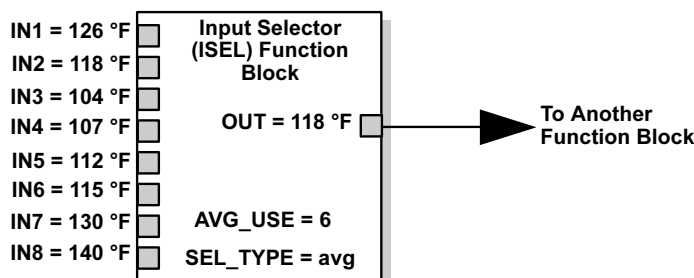 IN1 = 126 °F
IN2 = 118 °F
IN3 = 104 °F
IN4 = 107 °F
IN5 = 112 °F
IN6 = 115 °F
IN7 = 130 °F
IN8 = 140 °F
Input Selector
(ISEL) Function
Block
OUT = 118 °F
AVG_USE = 6
SEL_TYPE = avg
To Another
Function Block